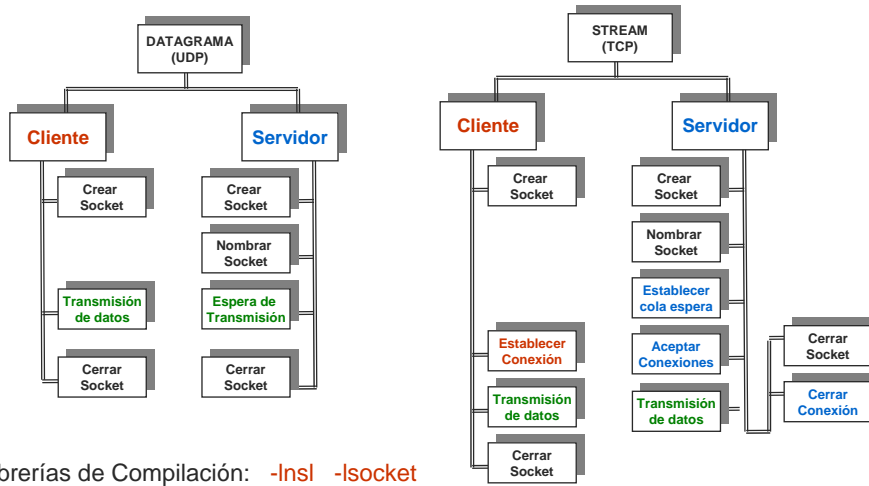 DATAGRAMA
(UDP)
Cliente
Servidor
Crear
Socket
Crear
Socket
Nombrar
Socket
Transmisión
de datos
Espera de
Transmisión
Cerrar
Socket
Cerrar
Socket
STREAM
(TCP)
Cliente
Servidor
Crear
Socket
Crear
Socket
Nombrar
Socket
Establecer
cola espera
Establecer
Conexión
Aceptar
Conexiones
Cerrar
Socket
Transmisión
de datos
Transmisión
de datos
Cerrar
Conexión
Cerrar
Socket
brerías de Compilación: -lnsl -lsocket